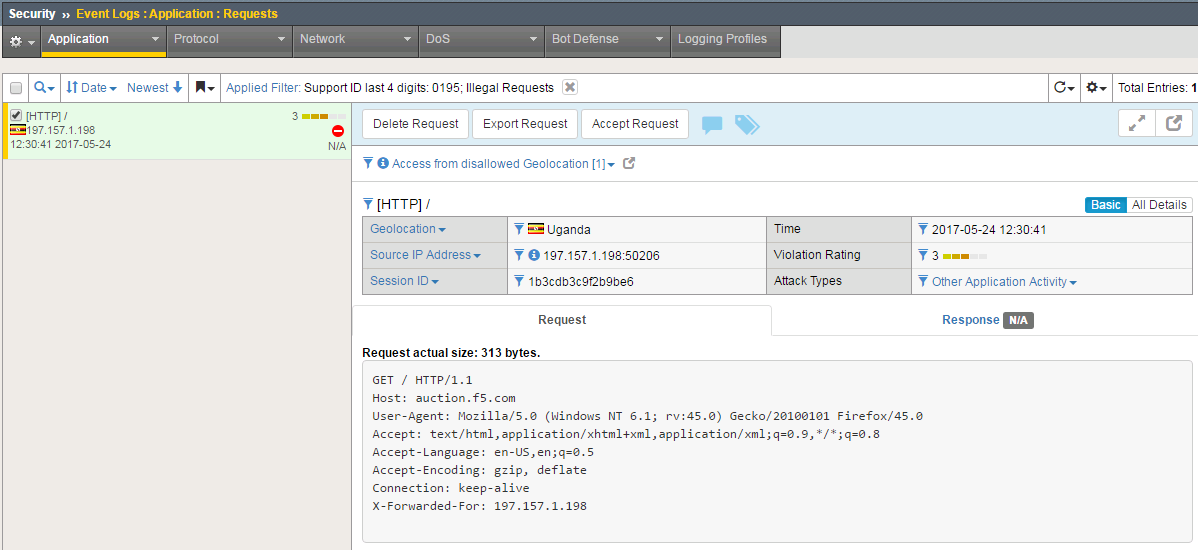 Security ›› Event Logs : Application : Requests
Application Protocol Network DoS Bot Defense Logging Profiles
Date Newest Applied Filter: Support ID last 4 digits: 0195; Illegal Requests Total Entries: 1
[HTTP] / 3
197.157.1.198
12:30:41 2017-05-24 N/A
Delete Request Export Request Accept Request
Access from disallowed Geolocation [1]
[HTTP] / Basic All Details
Geolocation Uganda Time 2017-05-24 12:30:41
Source IP Address 197.157.1.198:50206 Violation Rating 3
Session ID 1b3cdb3c9f2b9be6 Attack Types Other Application Activity
Request Response N/A
Request actual size: 313 bytes.
GET / HTTP/1.1
Host: auction.f5.com
User-Agent: Mozilla/5.0 (Windows NT 6.1; rv:45.0) Gecko/20100101 Firefox/45.0
Accept: text/html,application/xhtml+xml,application/xml;q=0.9,*/*;q=0.8
Accept-Language: en-US,en;q=0.5
Accept-Encoding: gzip, deflate
Connection: keep-alive
X-Forwarded-For: 197.157.1.198